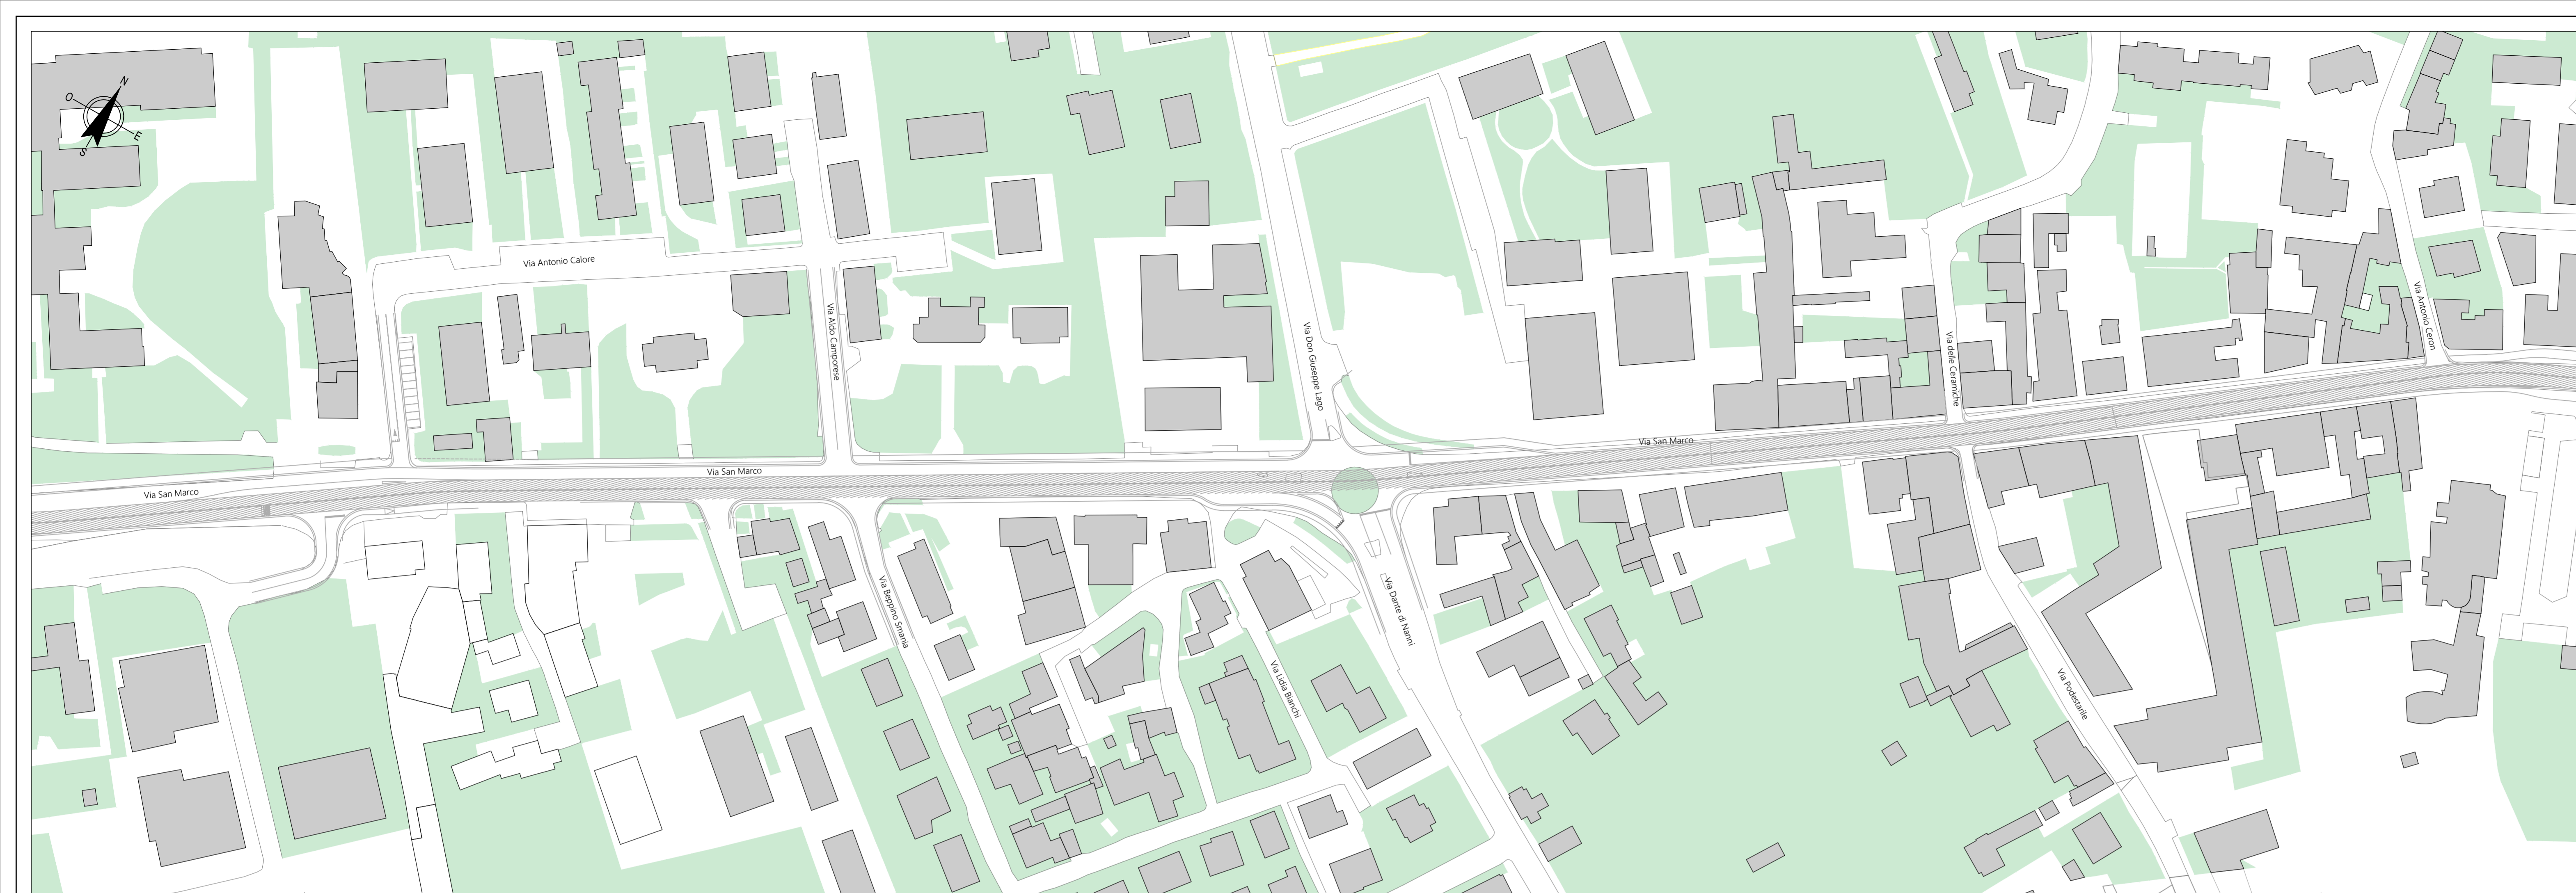 N
O
E
S
Via Antonio Calore
Via Aldo Camporese
Via Don Giuseppe Lago
Via delle Ceramiche
Via Antonio Ceron
Via San Marco
Via San Marco
Via San Marco
Via Beppino Smania
Via Lidia Bianchi
Via Dante di Nanni
Via Podestarile